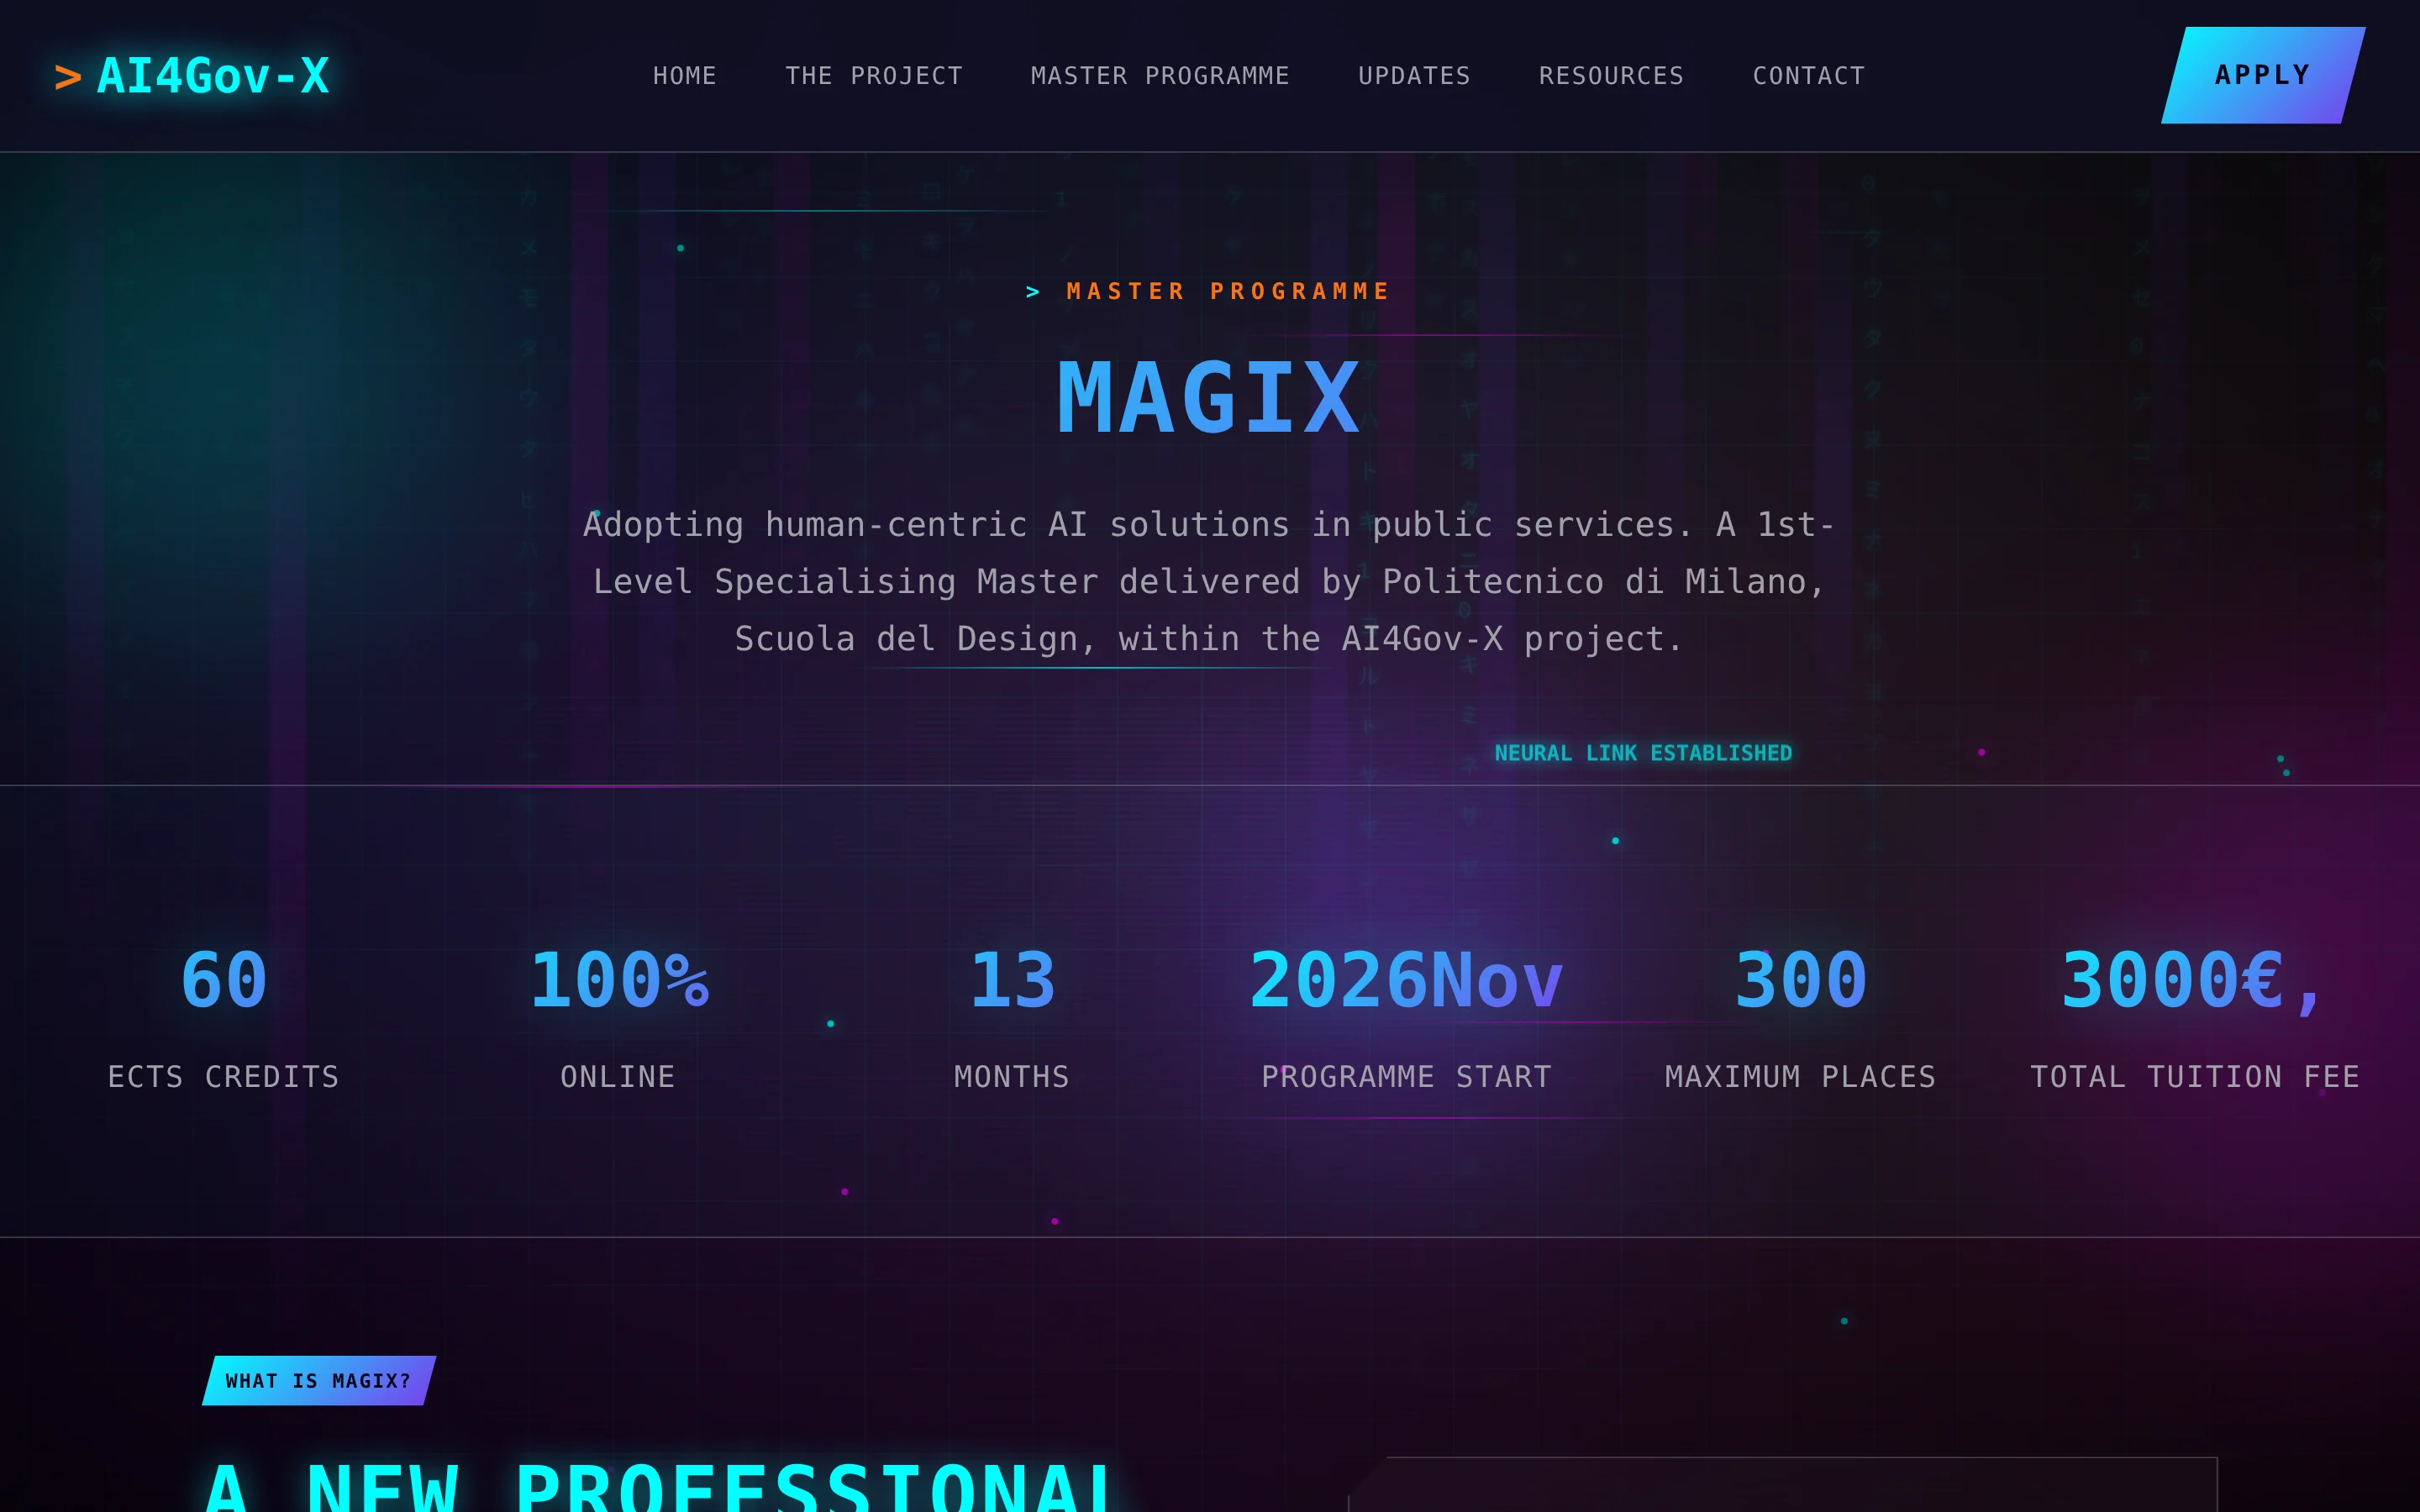 > AI4Gov-X
HOME THE PROJECT MASTER PROGRAMME UPDATES RESOURCES CONTACT
APPLY
> MASTER PROGRAMME
MAGIX
Adopting human-centric AI solutions in public services. A 1st-
Level Specialising Master delivered by Politecnico di Milano,
Scuola del Design, within the AI4Gov-X project.
NEURAL LINK ESTABLISHED
60
ECTS CREDITS
100%
ONLINE
13
MONTHS
2026Nov
PROGRAMME START
300
MAXIMUM PLACES
3000€,
TOTAL TUITION FEE
WHAT IS MAGIX?
A NEW PROFESSIONAL